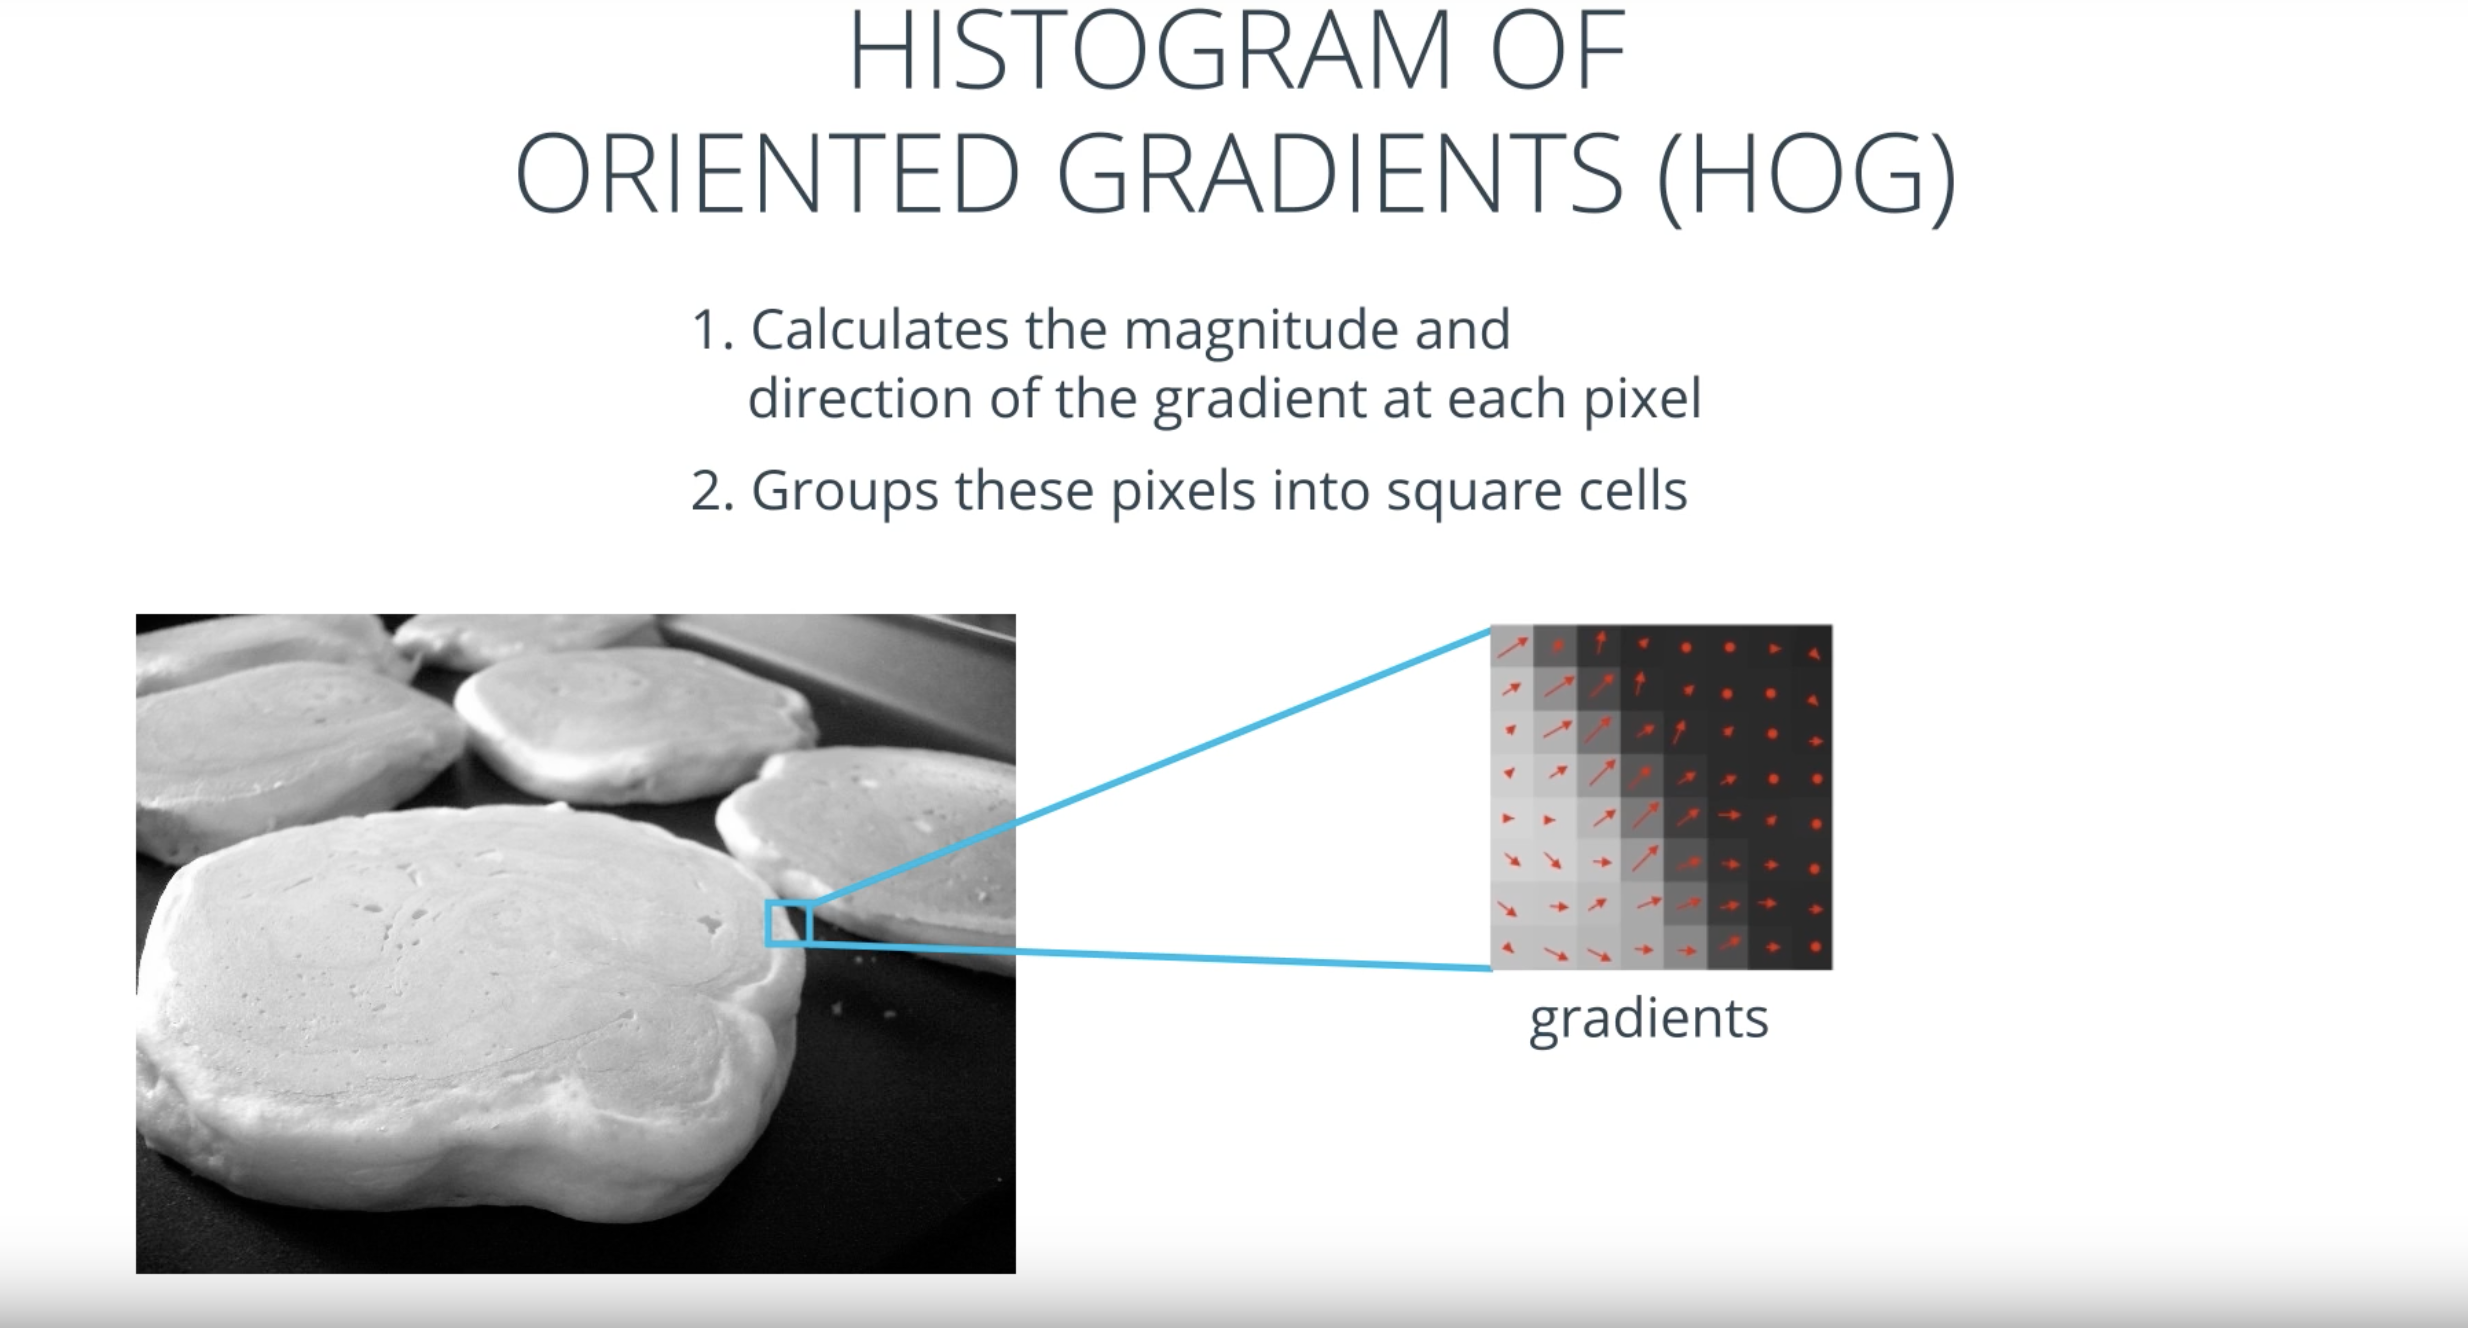 HISTOGRAM OF
ORIENTED GRADIENTS (HOG)
1. Calculates the magnitude and
direction of the gradient at each pixel
2. Groups these pixels into square cells
gradients